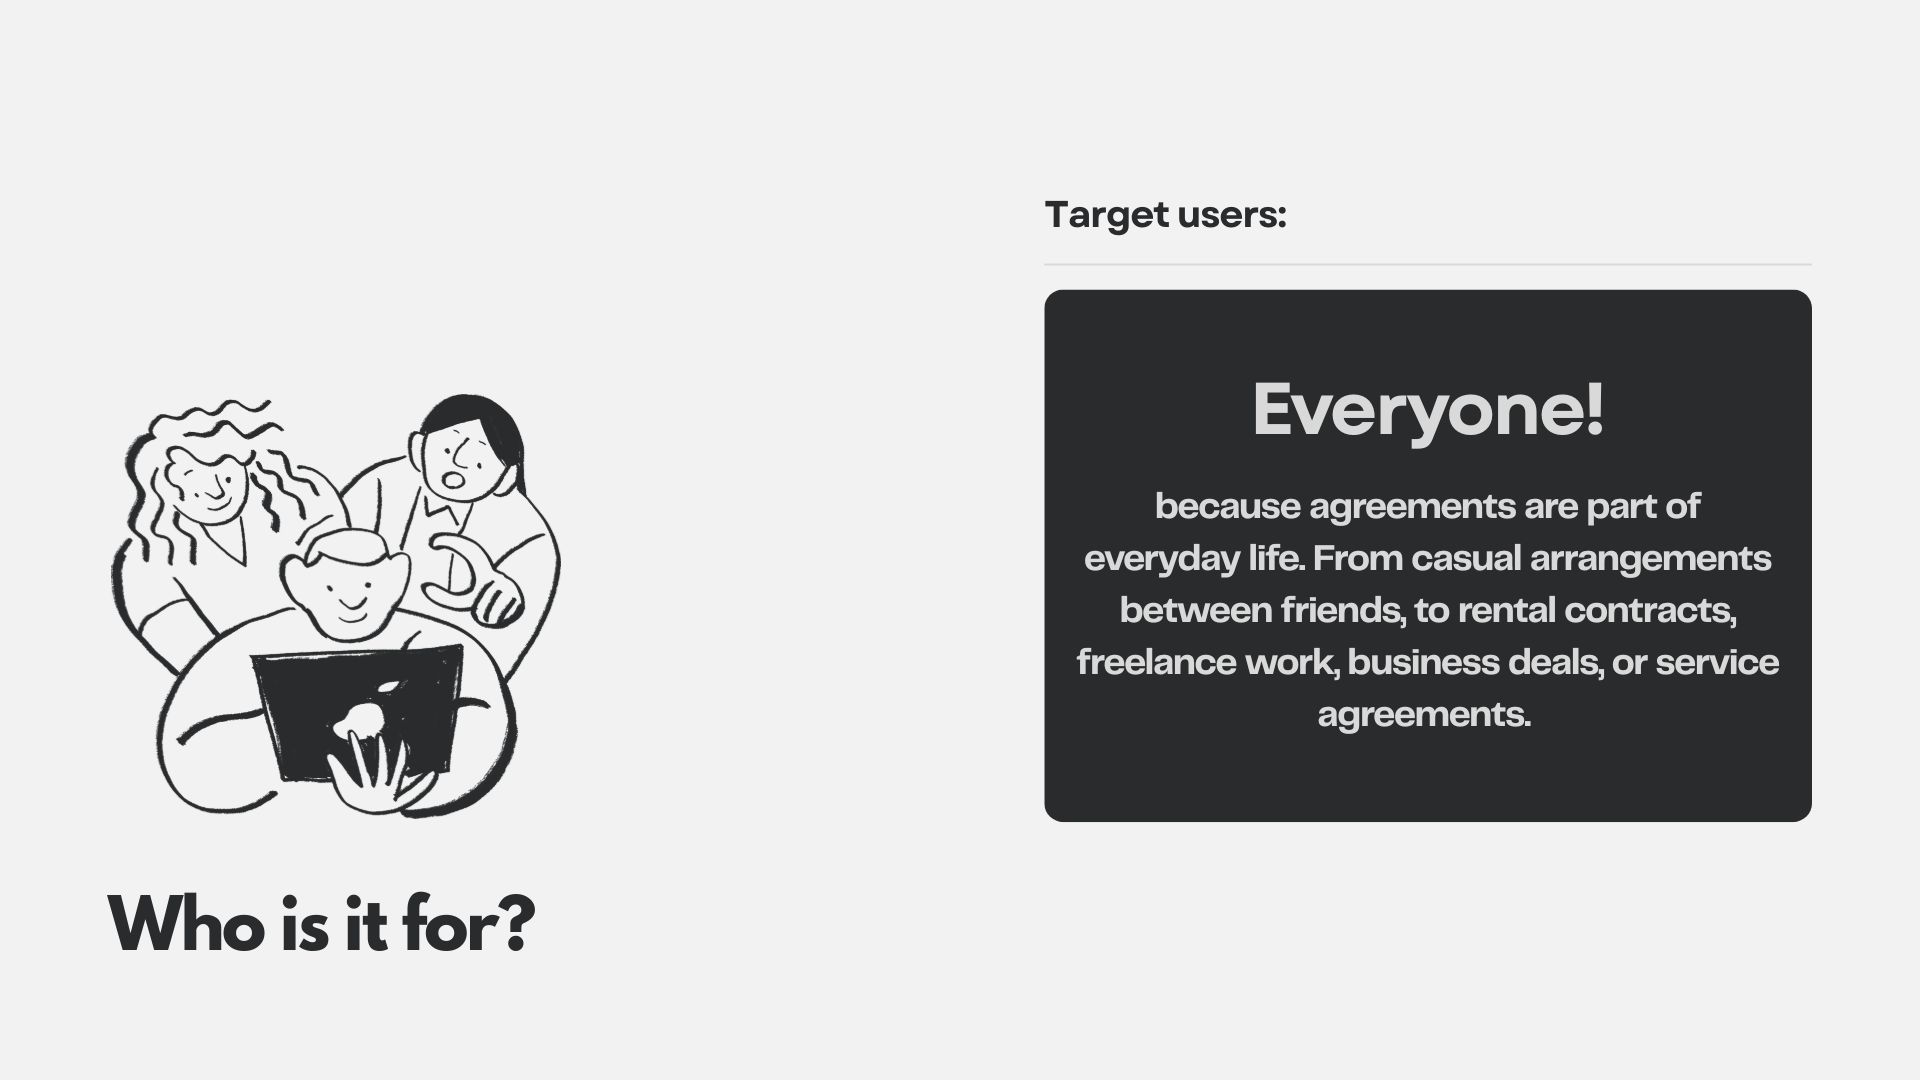 Target users:
Everyone!
because agreements are part of
everyday life. From casual arrangements
between friends, to rental contracts,
freelance work, business deals, or service
agreements.
Who is it for?